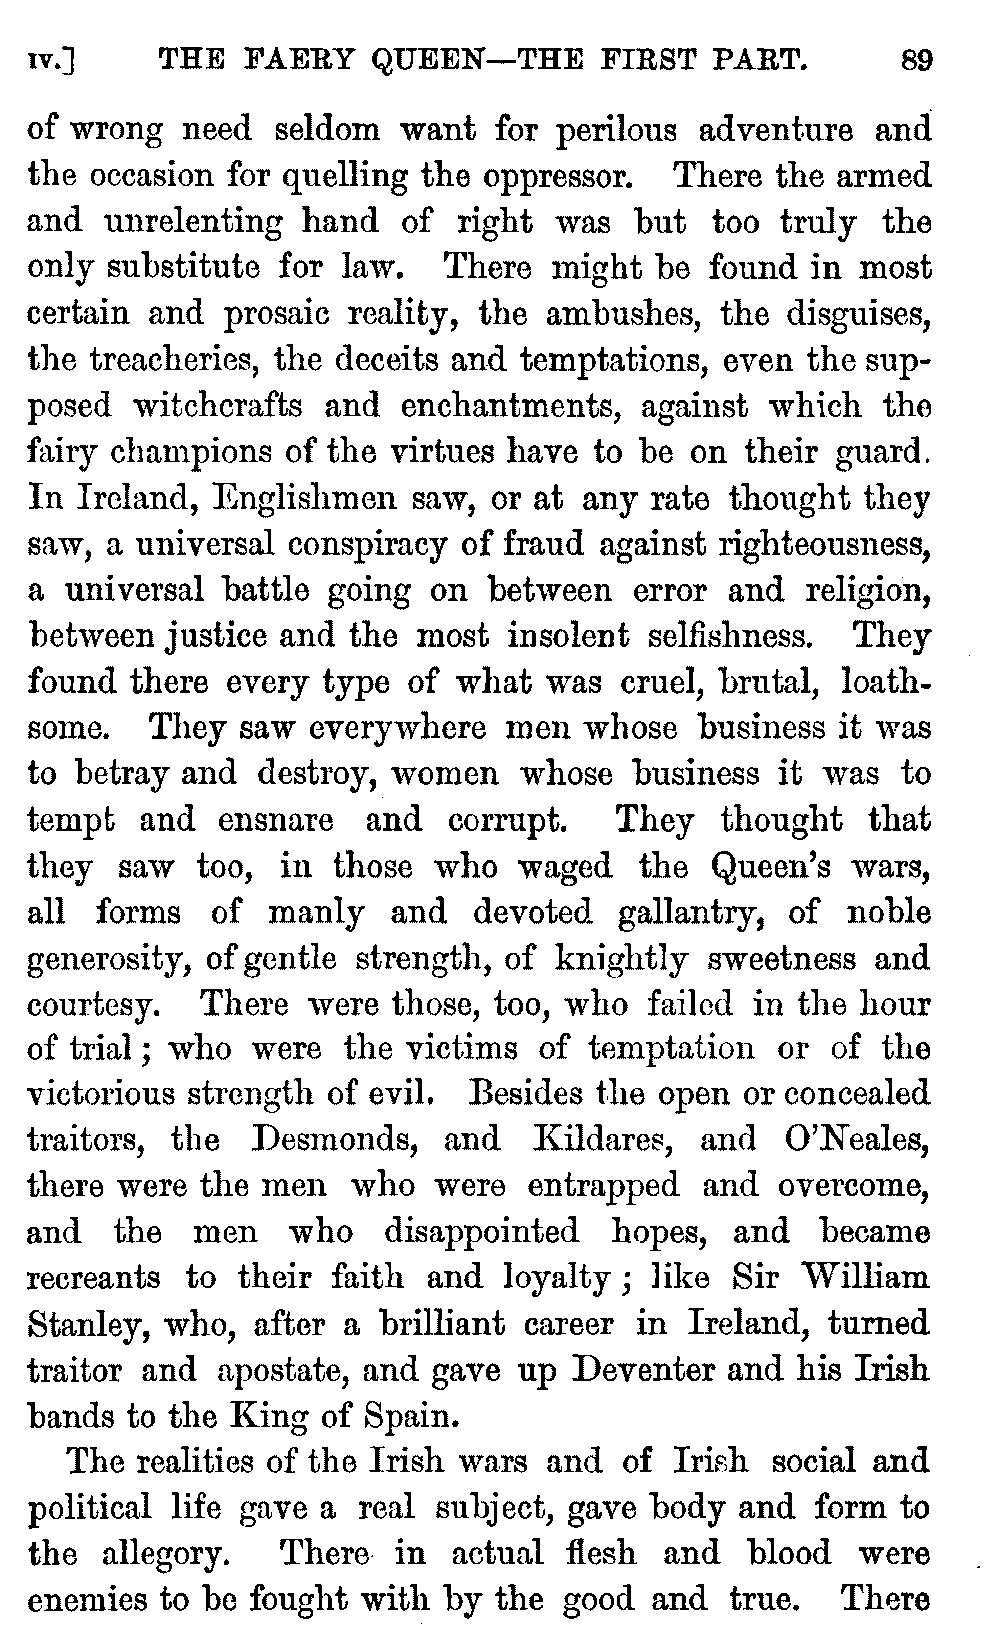 IV.] THE FAERY QUEEN—THE FIRST PART. 89
of wrong need seldom want for perilous adventure and
the occasion for quelling the oppressor. There the armed
and unrelenting hand of right was but too truly the
only substitute for law. There might be found in most
certain and prosaic reality, the ambushes, the disguises,
the treacheries, the deceits and temptations, even the sup-
posed witchcrafts and enchantments, against which the
fairy champions of the virtues have to be on their guard.
In Ireland, Englishmen saw, or at any rate thought they
saw, a universal conspiracy of fraud against righteousness,
a universal battle going on between error and religion,
between justice and the most insolent selfishness. They
found there every type of what was cruel, brutal, loath-
some. They saw everywhere men whose business it was
to betray and destroy, women whose business it was to
tempt and ensnare and corrupt. They thought that
they saw too, in those who waged the Queen's wars,
all forms of manly and devoted gallantry, of noble
generosity, of gentle strength, of knightly sweetness and
courtesy. There were those, too, who failed in the hour
of trial; who were the victims of temptation or of the
victorious strength of evil. Besides the open or concealed
traitors, the Desmonds, and Kildares, and O'Neales,
there were the men who were entrapped and overcome,
and the men who disappointed hopes, and became
recreants to their faith and loyalty; like Sir William
Stanley, who, after a brilliant career in Ireland, turned
traitor and apostate, and gave up Deventer and his Irish
bands to the King of Spain.
The realities of the Irish wars and of Irish social and
political life gave a real subject, gave body and form to
the allegory. There in actual flesh and blood were
enemies to be fought with by the good and true. There